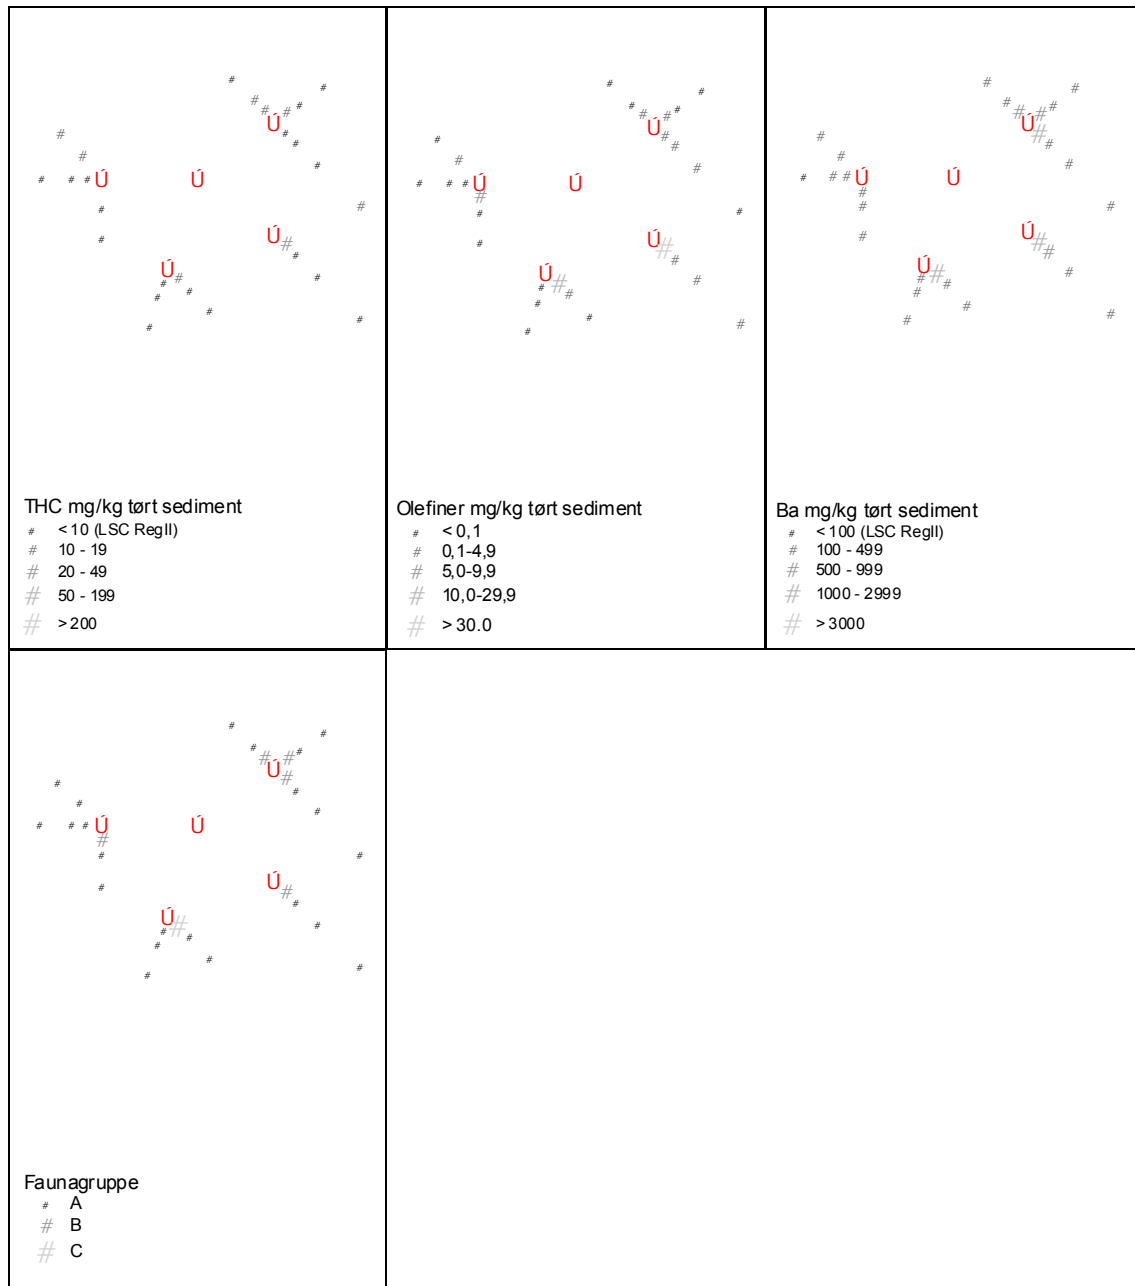 THC mg/kg tørt sediment
# < 10 (LSC RegII)
# 10 - 19
# 20 - 49
# 50 - 199
# > 200
Olefiner mg/kg tørt sediment
# < 0,1
# 0,1-4,9
# 5,0-9,9
# 10,0-29,9
# > 30.0
Ba mg/kg tørt sediment
# < 100 (LSC RegII)
# 100 - 499
# 500 - 999
# 1000 - 2999
# > 3000
Faunagruppe
# A
# B
# C